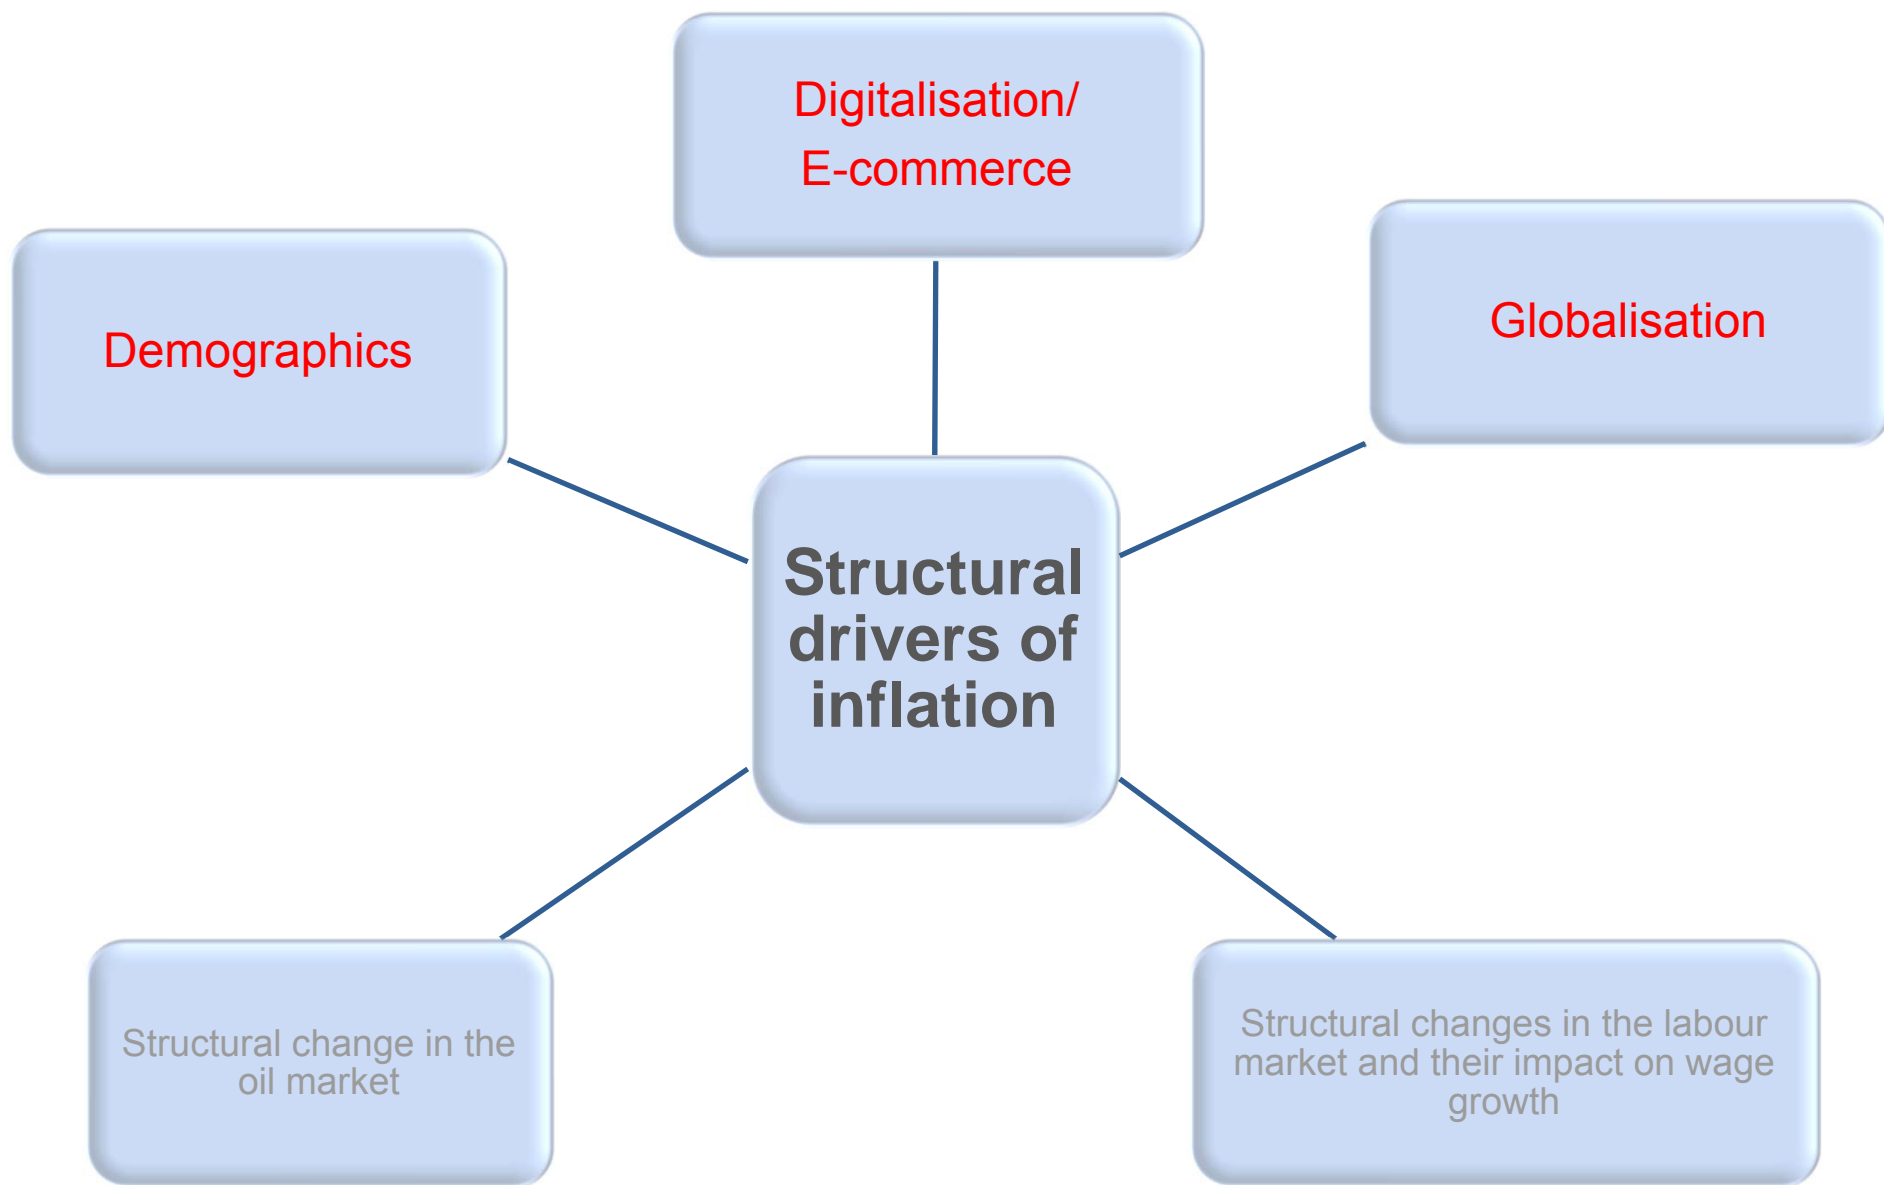 Digitalisation/
E-commerce
Demographics
Globalisation
Structural
drivers of
inflation
Structural change in the
oil market
Structural changes in the labour
market and their impact on wage
growth